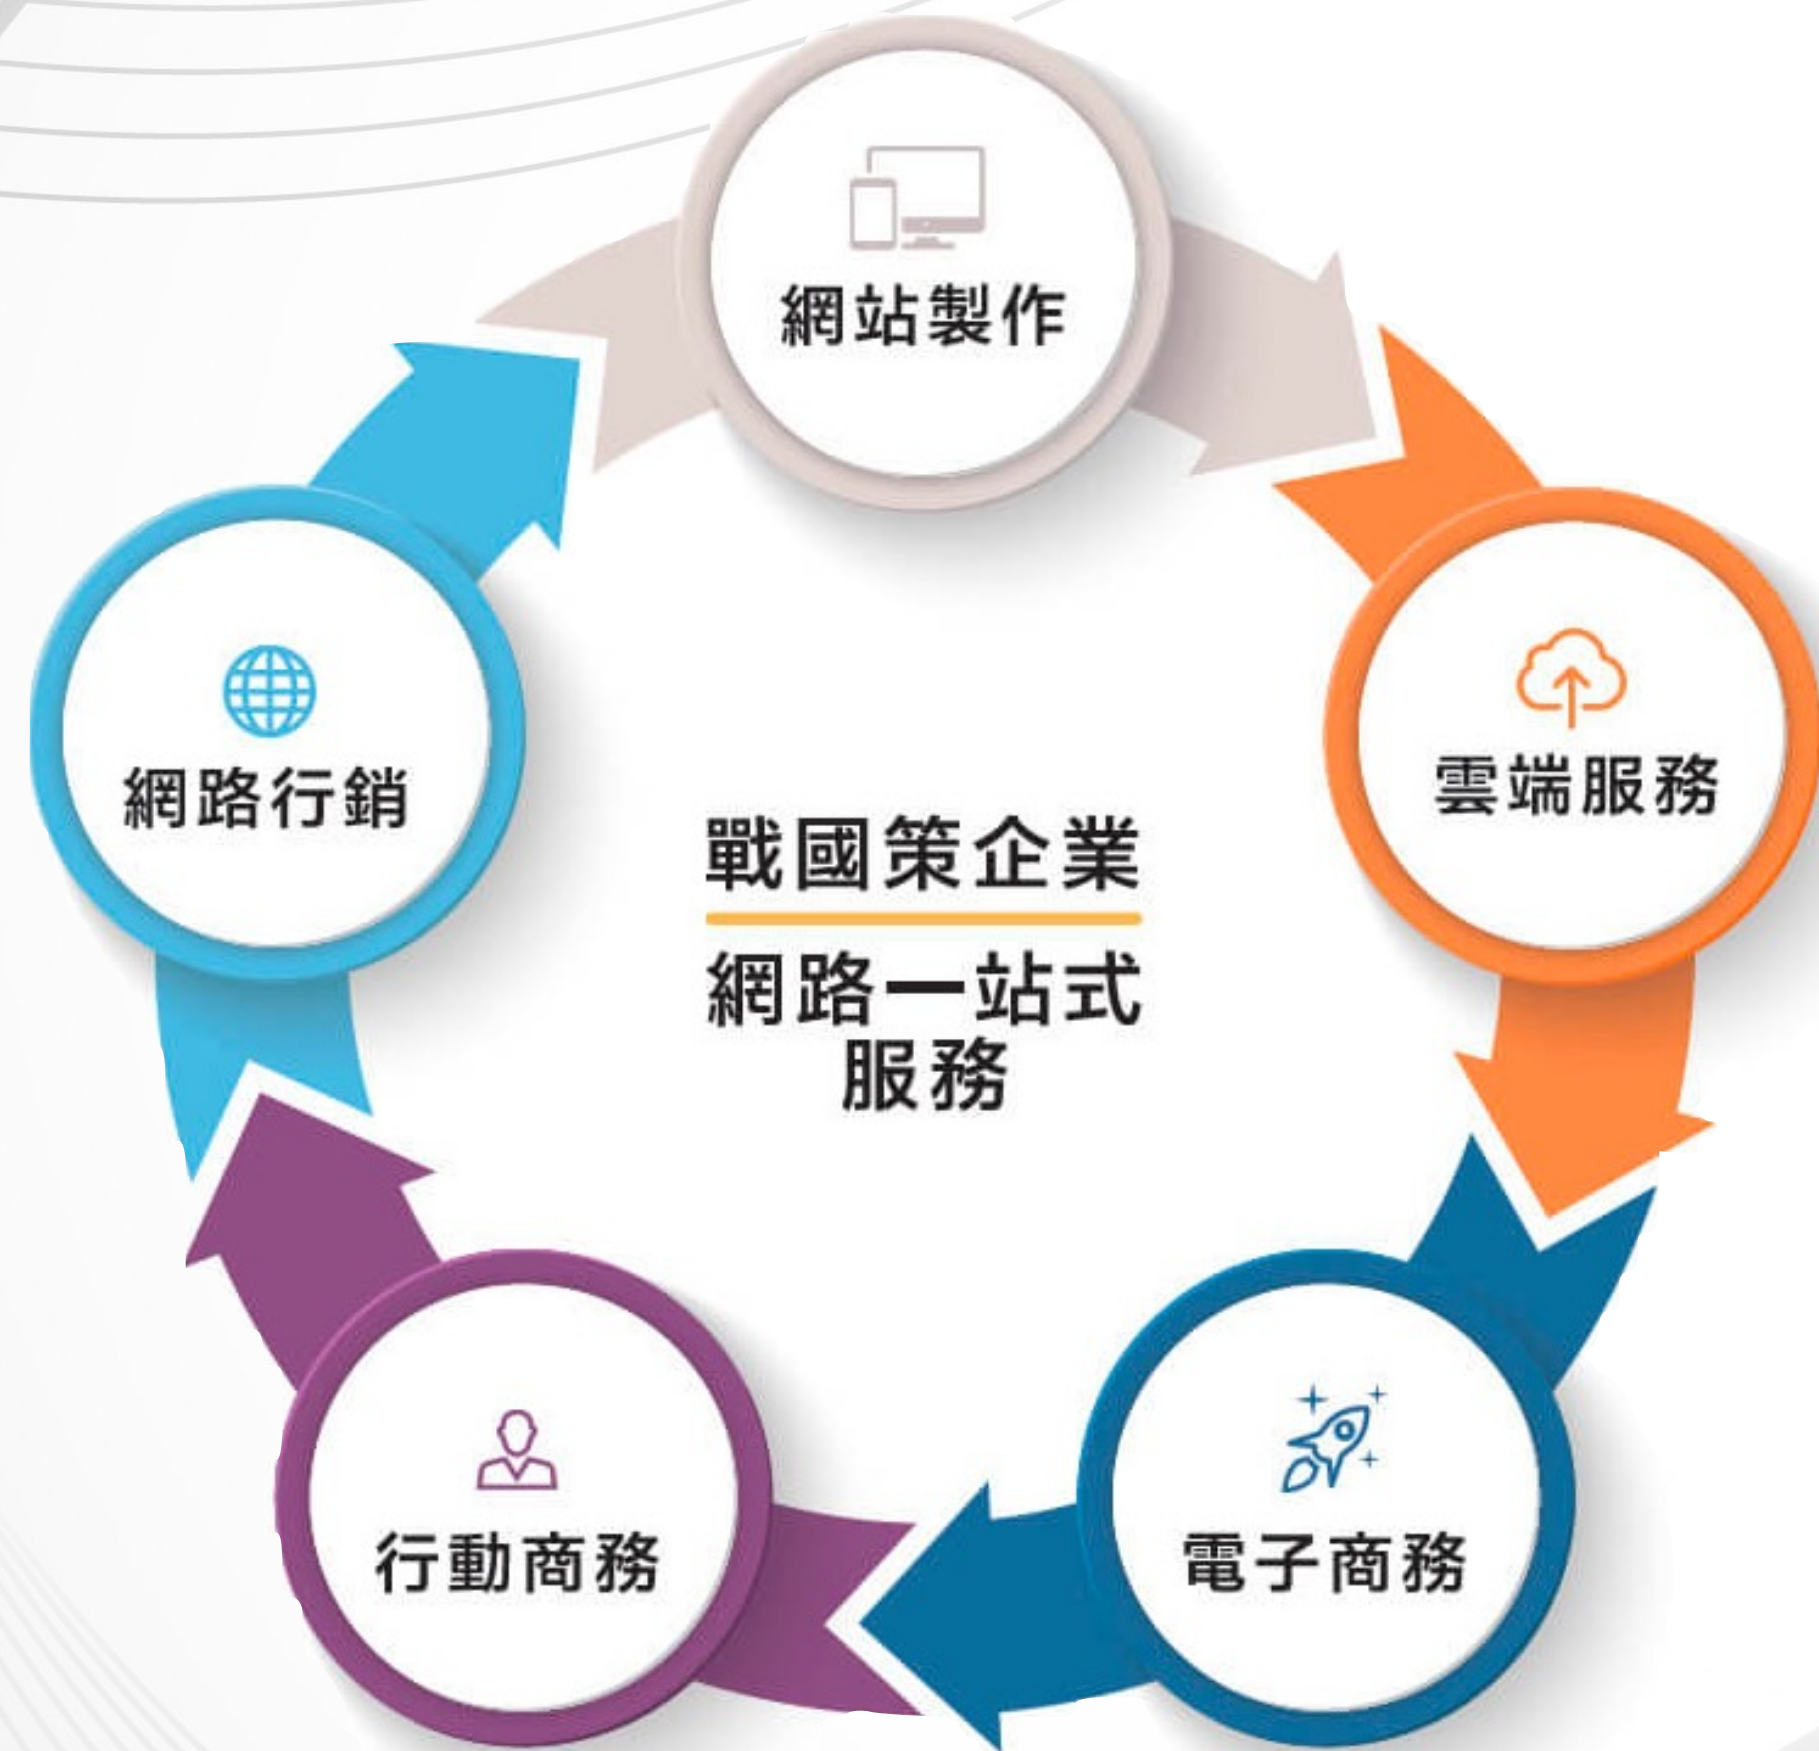 網站製作
雲端服務
網路行銷
戰國策企業
網路一站式
服務
行動商務
電子商務